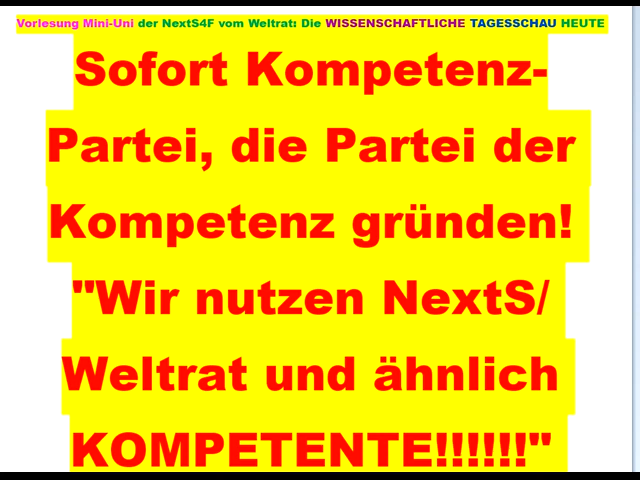 Vorlesung Mini-Uni der NextS4F vom Weltrat: Die WISSENSCHAFTLICHE TAGESSCHAU HEUTE
Sofort Kompetenz-
Partei, die Partei der
Kompetenz gründen!
"Wir nutzen NextS/
Weltrat und ähnlich
KOMPETENTE!!!!!!"